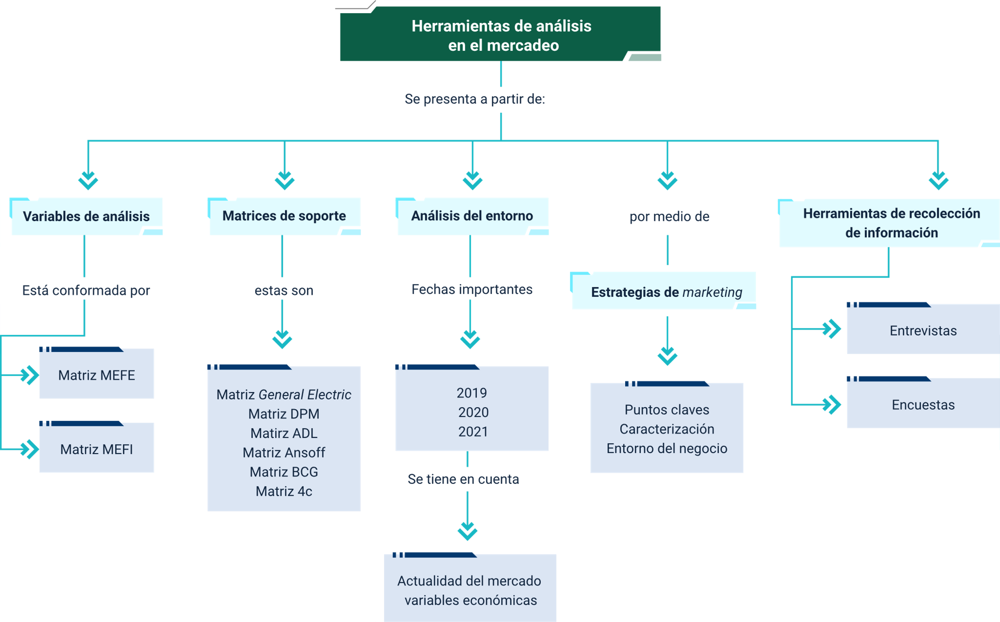 Herramientas de análisis
en el mercadeo
Se presenta a partir de:
Variables de análisis
Está conformada por
Matriz MEFE
Matriz MEFI
Matrices de soporte
estas son
Matriz General Electric
Matriz DPM
Matirz ADL
Matriz Ansoff
Matriz BCG
Matriz 4c
Análisis del entorno
Fechas importantes
2019
2020
2021
Se tiene en cuenta
Actualidad del mercado
variables económicas
por medio de
Estrategias de marketing
Puntos claves
Caracterización
Entorno del negocio
Herramientas de recolección
de información
Entrevistas
Encuestas